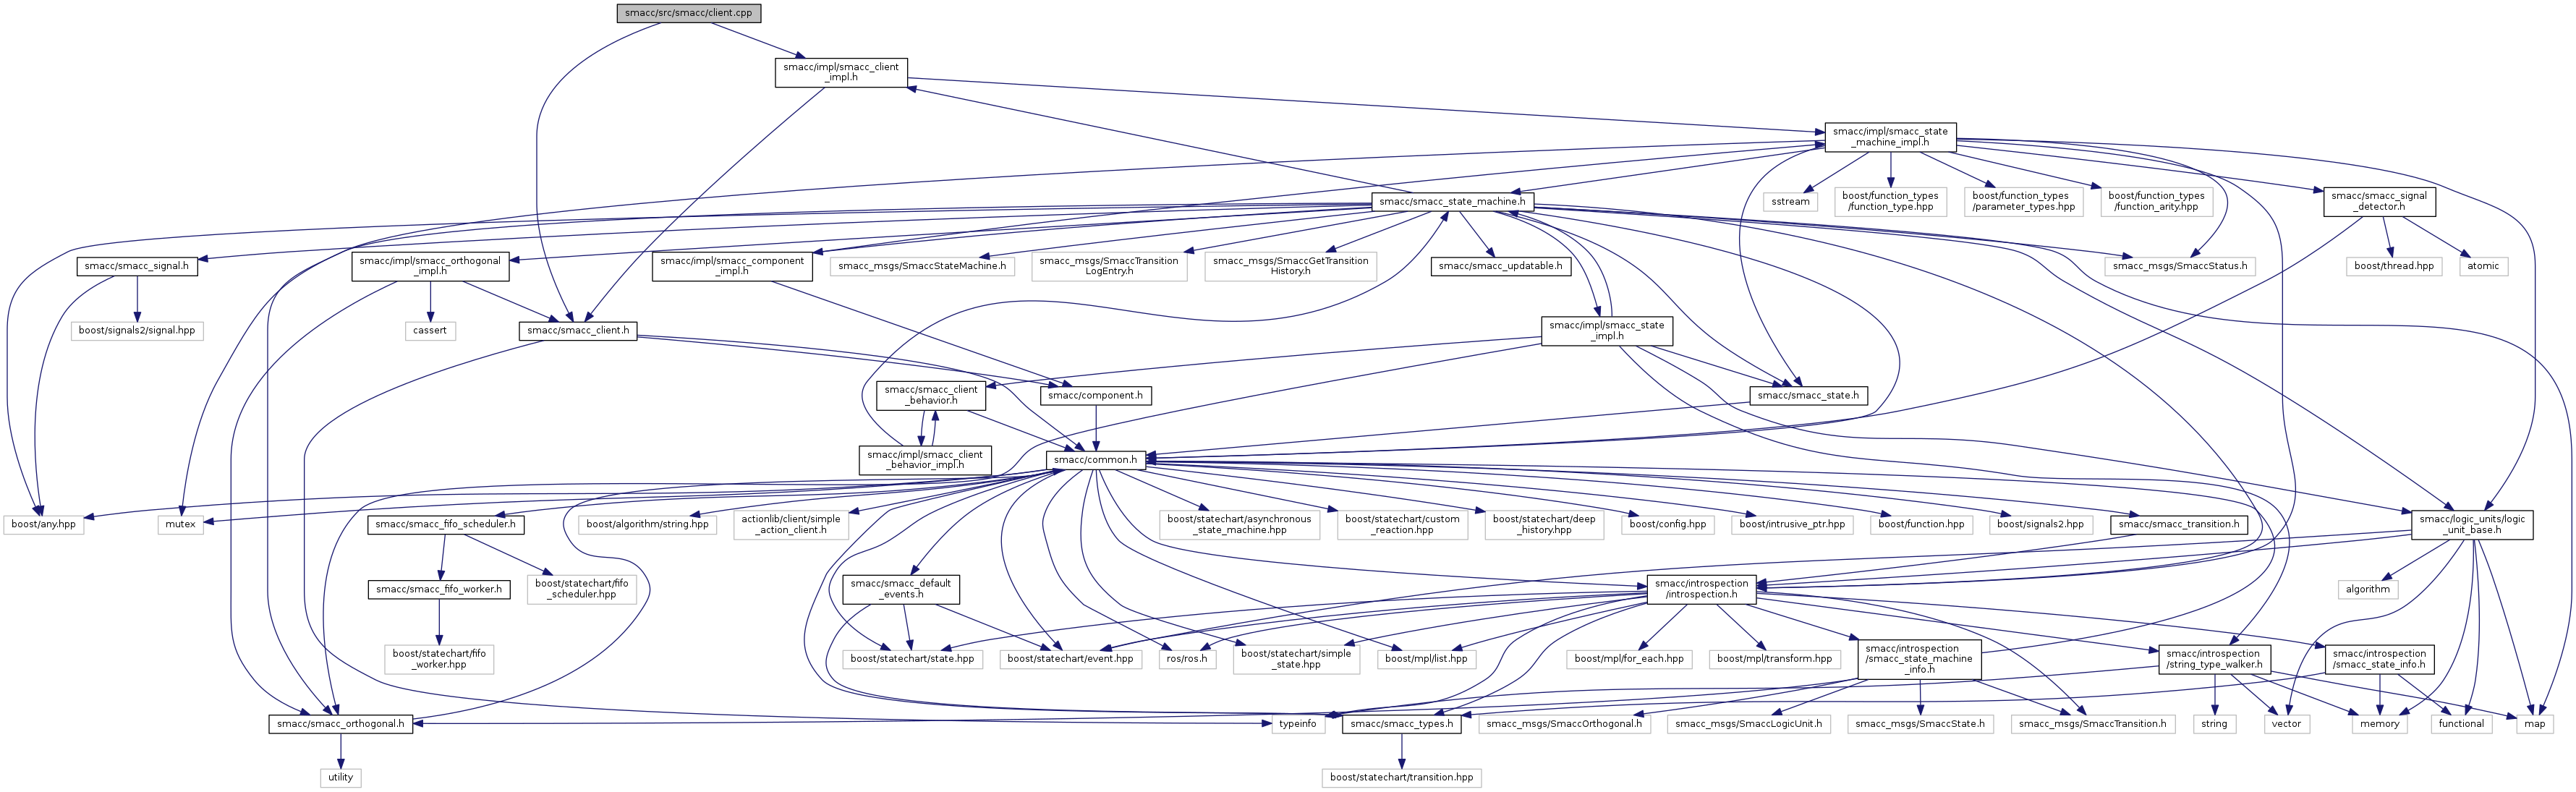 smacc/src/smacc/client.cpp
smacc/impl/smacc_client
_impl.h
smacc/impl/smacc_state
_machine_impl.h
smacc/smacc_state_machine.h
sstream
boost/function_types
/function_type.hpp
boost/function_types
/parameter_types.hpp
boost/function_types
/function_arity.hpp
smacc/smacc_signal
_detector.h
smacc/smacc_signal.h
smacc/impl/smacc_orthogonal
_impl.h
smacc/impl/smacc_component
_impl.h
smacc_msgs/SmaccStateMachine.h
smacc_msgs/SmaccTransition
LogEntry.h
smacc_msgs/SmaccGetTransition
History.h
smacc/smacc_updatable.h
smacc_msgs/SmaccStatus.h
boost/thread.hpp
atomic
boost/signals2/signal.hpp
cassert
smacc/smacc_client.h
smacc/impl/smacc_state
_impl.h
smacc/smacc_client
_behavior.h
smacc/component.h
smacc/smacc_state.h
smacc/impl/smacc_client
_behavior_impl.h
smacc/common.h
boost/any.hpp
mutex
smacc/smacc_fifo_scheduler.h
boost/algorithm/string.hpp
actionlib/client/simple
_action_client.h
boost/statechart/asynchronous
_state_machine.hpp
boost/statechart/custom
_reaction.hpp
boost/statechart/deep
_history.hpp
boost/config.hpp
boost/intrusive_ptr.hpp
boost/function.hpp
boost/signals2.hpp
smacc/smacc_transition.h
smacc/logic_units/logic
_unit_base.h
smacc/smacc_fifo_worker.h
boost/statechart/fifo
_scheduler.hpp
smacc/smacc_default
_events.h
smacc/introspection
/introspection.h
algorithm
boost/statechart/fifo
_worker.hpp
boost/statechart/state.hpp
boost/statechart/event.hpp
ros/ros.h
boost/statechart/simple
_state.hpp
boost/mpl/list.hpp
boost/mpl/for_each.hpp
boost/mpl/transform.hpp
smacc/introspection
/smacc_state_machine
_info.h
smacc/introspection
/string_type_walker.h
smacc/introspection
/smacc_state_info.h
smacc/smacc_orthogonal.h
typeinfo
smacc/smacc_types.h
smacc_msgs/SmaccOrthogonal.h
smacc_msgs/SmaccLogicUnit.h
smacc_msgs/SmaccState.h
smacc_msgs/SmaccTransition.h
string
vector
memory
functional
map
utility
boost/statechart/transition.hpp